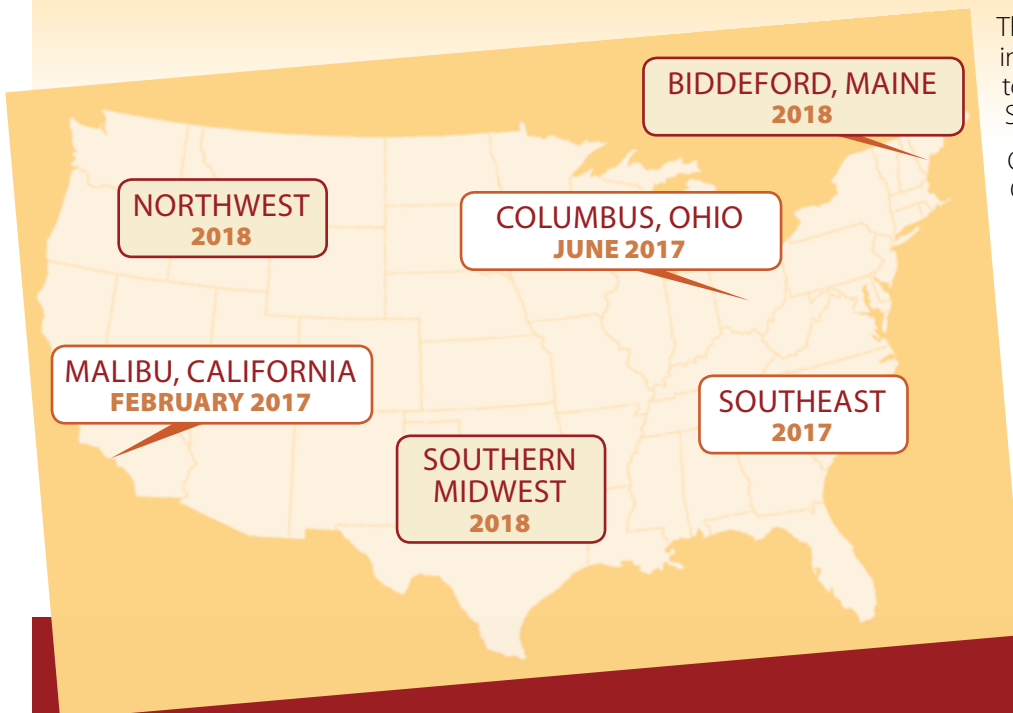 BIDDEFORD, MAINE
2018
NORTHWEST
2018
COLUMBUS, OHIO
JUNE 2017
MALIBU, CALIFORNIA
FEBRUARY 2017
SOUTHEAST
2017
SOUTHERN
MIDWEST
2018